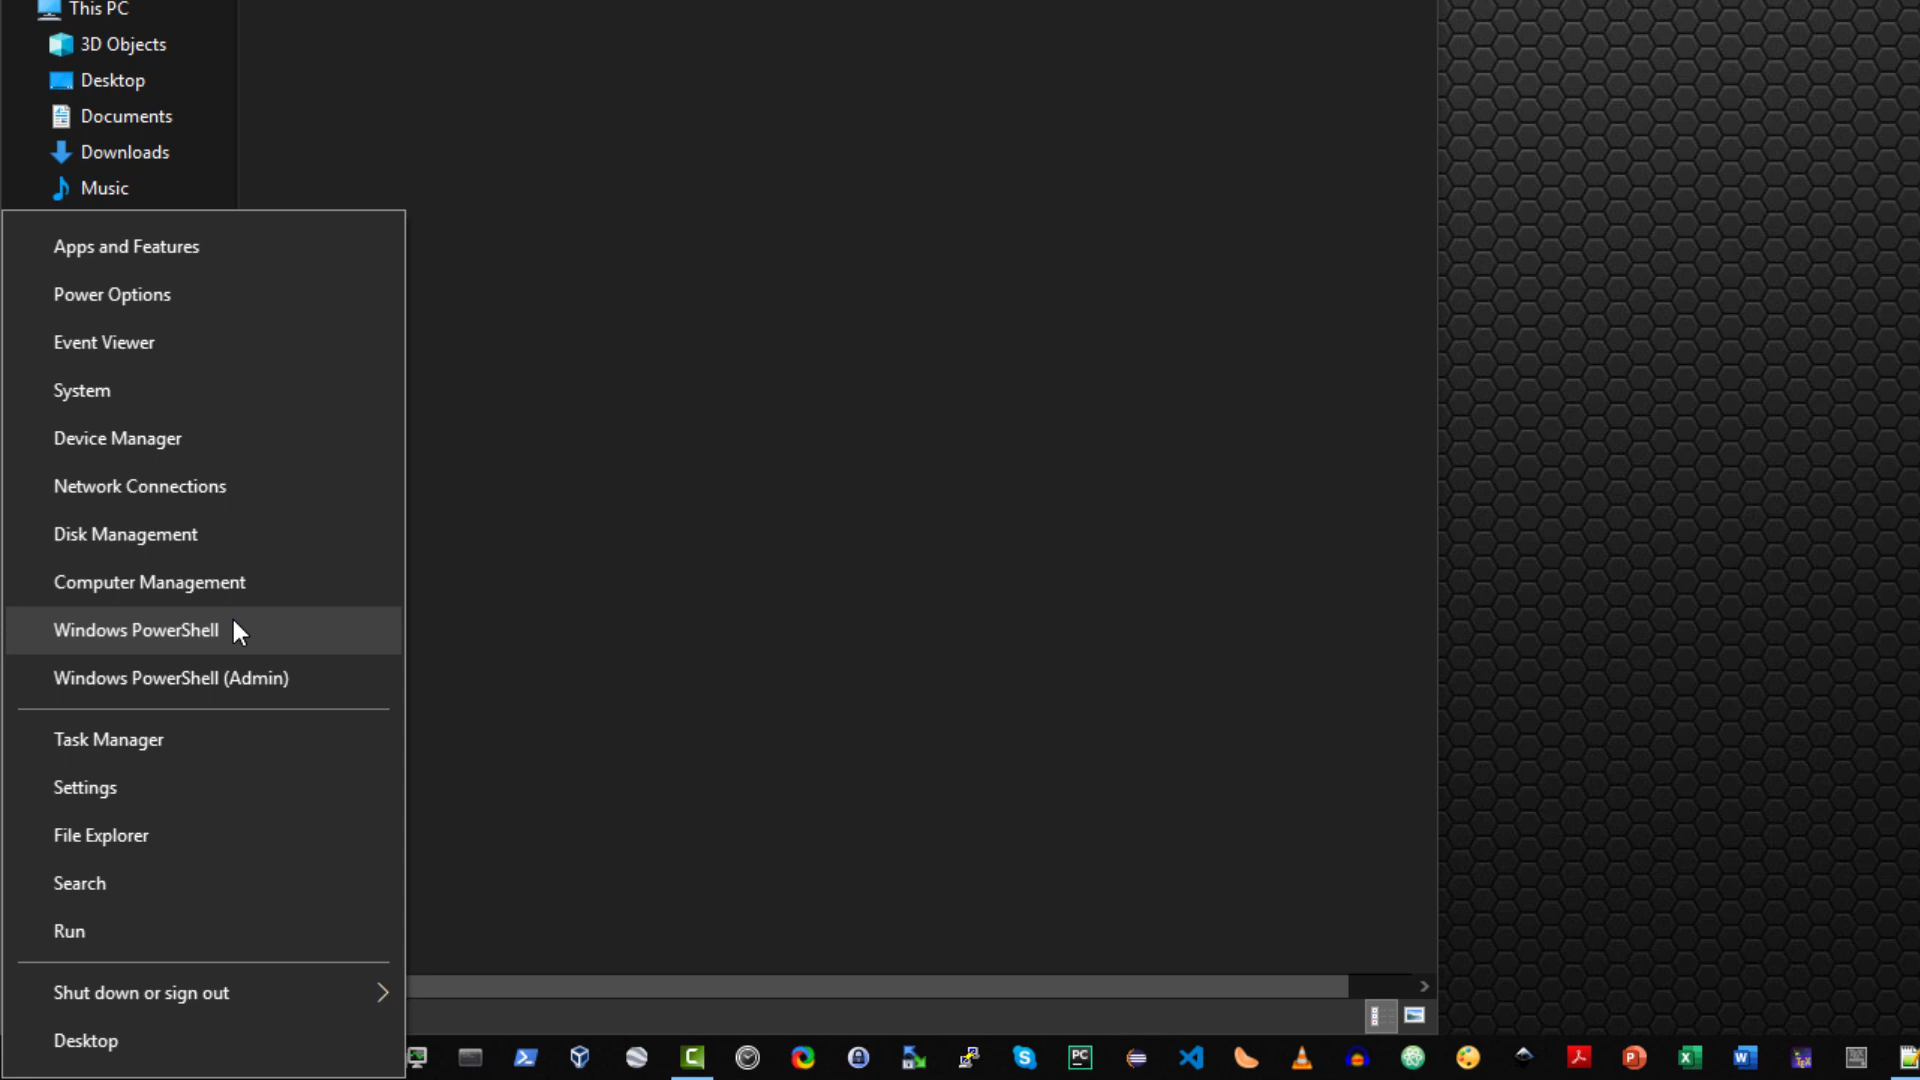 This PC
3D Objects
Desktop
Documents
Downloads
Music
Apps and Features
Power Options
Event Viewer
System
Device Manager
Network Connections
Disk Management
Computer Management
Windows PowerShell
Windows PowerShell (Admin)
Task Manager
Settings
File Explorer
Search
Run
Shut down or sign out
Desktop
PC